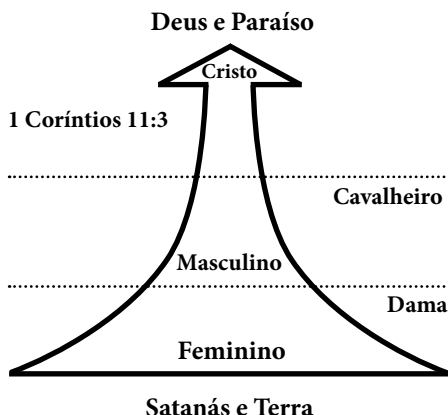 Deus e Paraíso
Cristo
1 Coríntios 11:3
Cavalheiro
Masculino
Dama
Feminino
Satanás e Terra